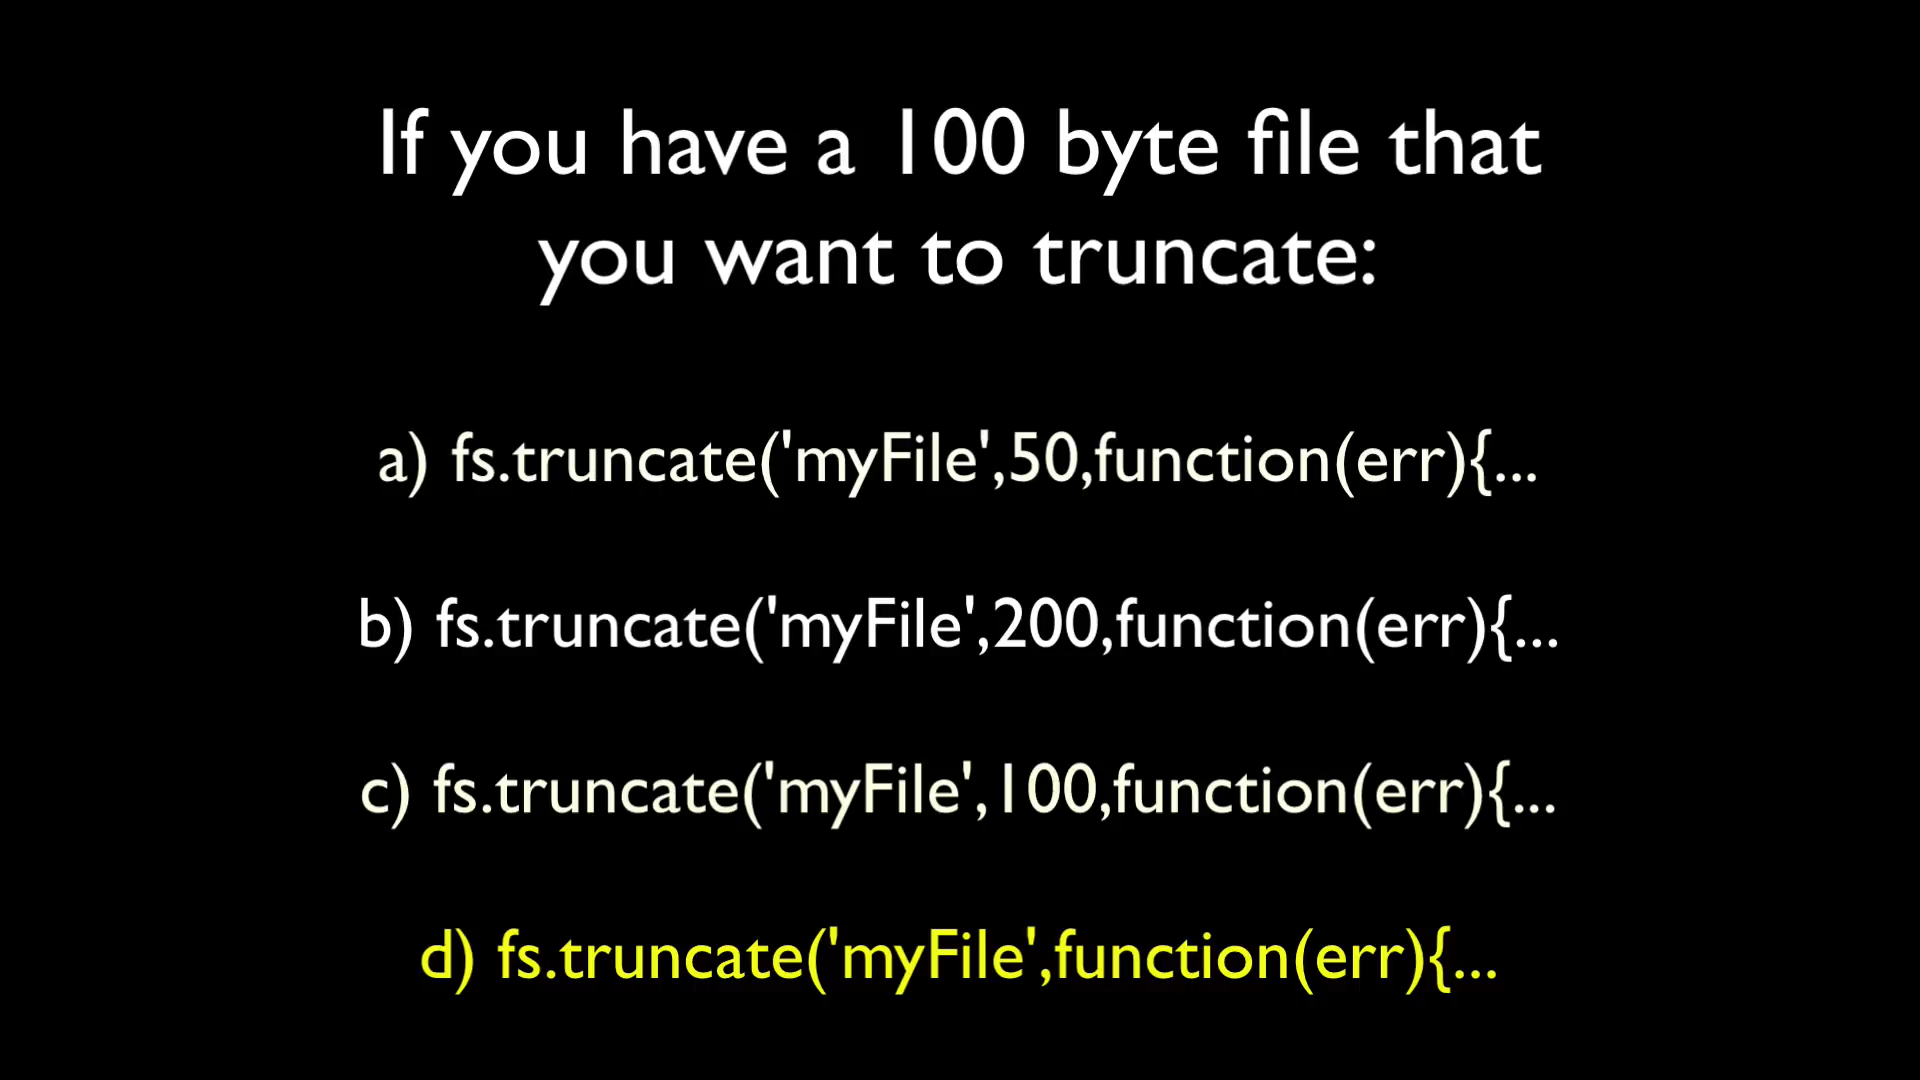 If you have a 100 byte file that
you want to truncate:
a) fs.truncate('myFile',50,function(err){...
b) fs.truncate('myFile',200,function(err){...
c) fs.truncate('myFile',100,function(err){...
d) fs.truncate('myFile',function(err){...